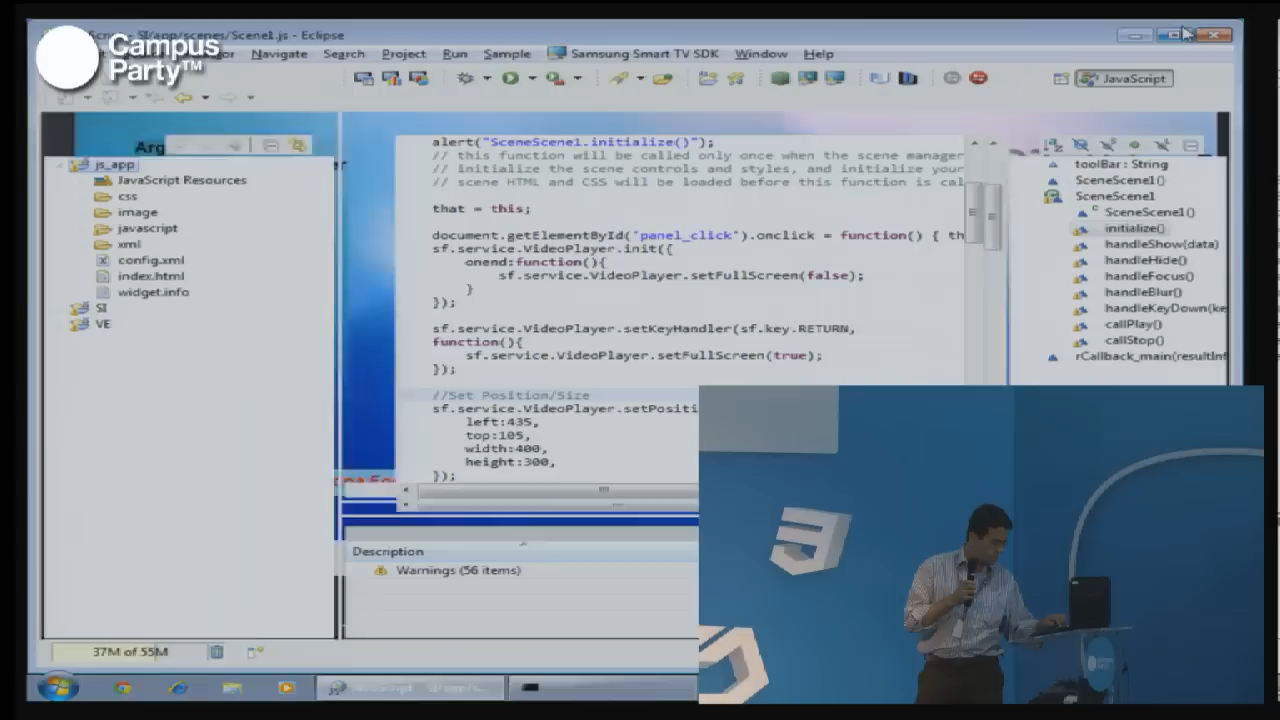 SI/app/scenes/Scene1.js - Eclipse
Campus
Party™
Navigate Search Project Run Sample Samsung Smart TV SDK Window Help
JavaScript
Arg
js_app
JavaScript Resources
css
image
javascript
xml
config.xml
index.html
widget.info
SI
VE
alert("SceneScene1.initialize()");
// this function will be called only once when the scene manager
// initialize the scene controls and styles, and initialize your
// scene HTML and CSS will be loaded before this function is cal
that = this;
document.getElementById("panel_click").onclick = function() { th
sf.service.VideoPlayer.init({
onend:function(){
sf.service.VideoPlayer.setFullScreen(false);
}
});
sf.service.VideoPlayer.setKeyHandler(sf.key.RETURN,
function(){
sf.service.VideoPlayer.setFullScreen(true);
});
//Set Position/Size
sf.service.VideoPlayer.setPositi
left:435,
top:105,
width:400,
height:300,
});
toolBar : String
SceneScene1()
SceneScene1
SceneScene1()
initialize()
handleShow(data)
handleHide()
handleFocus()
handleBlur()
handleKeyDown(ke
callPlay()
callStop()
rCallback_main(resultInf
Description
Warnings (56 items)
37M of 55M